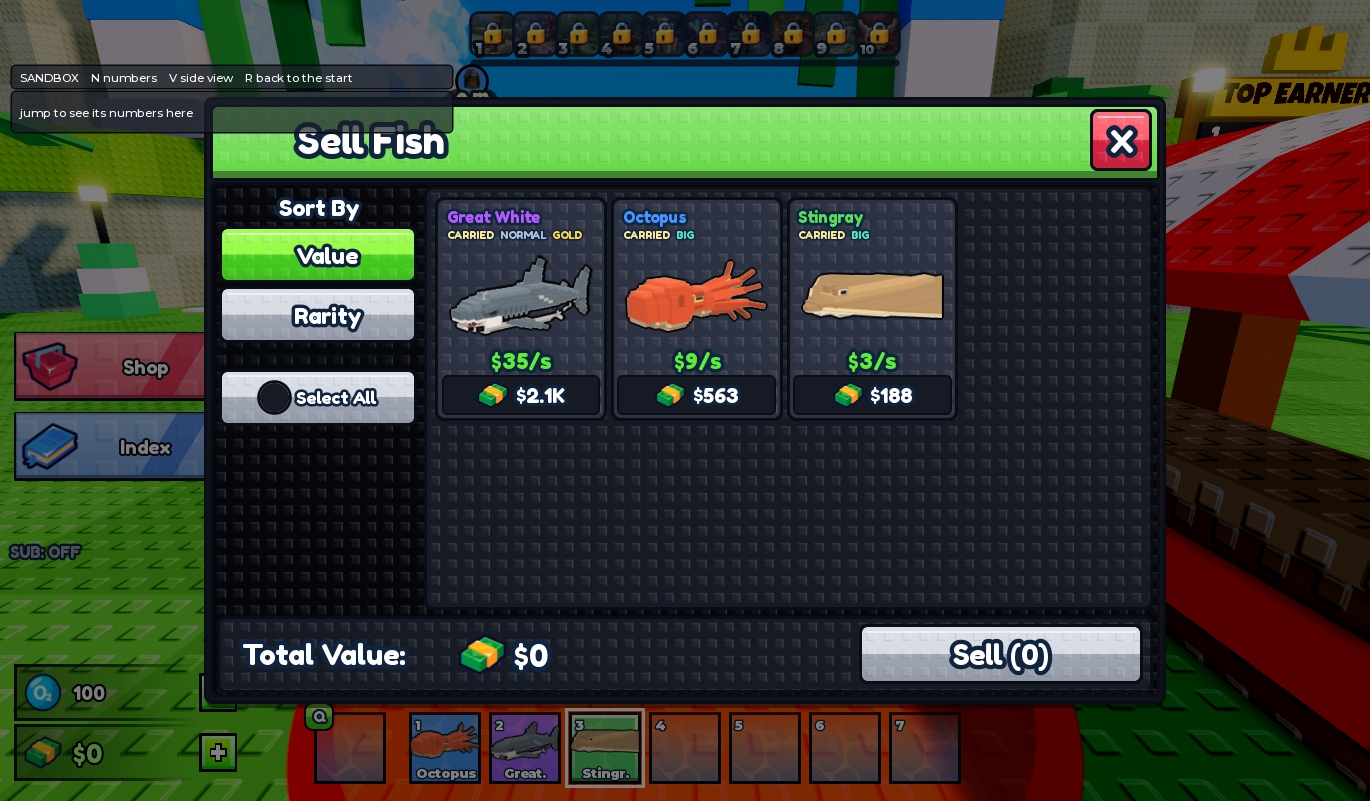 1 2 3 4 5 6 7 8 9 10
SANDBOX N numbers V side view R back to the start
jump to see its numbers here
TOP EARNER
1
Sell Fish
X
Sort By
Value
Rarity
Select All
Great White
CARRIED NORMAL GOLD
$35/s
$2.1K
Octopus
CARRIED BIG
$9/s
$563
Stingray
CARRIED BIG
$3/s
$188
Shop
Index
SUB: OFF
Total Value: $0
Sell (0)
O2 100
$0
+
Q
1 Octopus
2 Great.
3 Stingr.
4
5
6
7